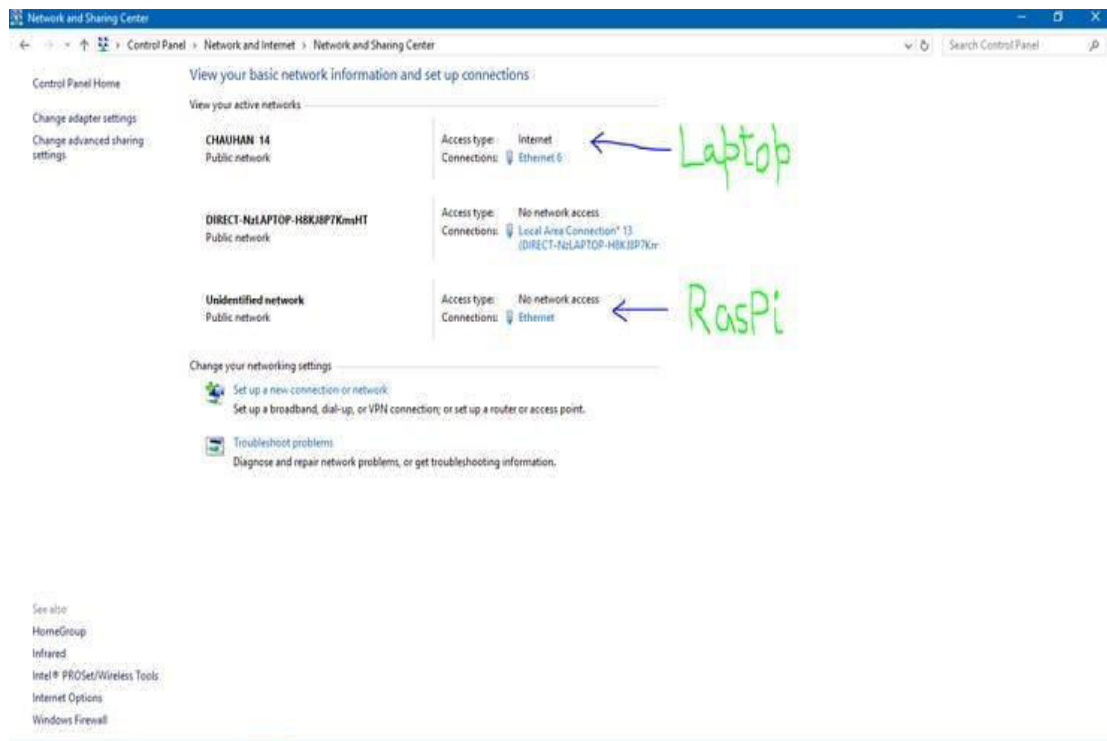 Network and Sharing Center
Control Panel › Network and Internet › Network and Sharing Center
Search Control Panel
Control Panel Home
Change adapter settings
Change advanced sharing
settings
View your basic network information and set up connections
View your active networks
CHAUHAN 14
Public network
Access type: Internet
Connections: Ethernet 6
Laptop
DIRECT-NzLAPTOP-H8KJ8P7KmsHT
Public network
Access type: No network access
Connections: Local Area Connection* 13
(DIRECT-NzLAPTOP-H8KJ8P7Km
Unidentified network
Public network
Access type: No network access
Connections: Ethernet
RasPi
Change your networking settings
Set up a new connection or network
Set up a broadband, dial-up, or VPN connection; or set up a router or access point.
Troubleshoot problems
Diagnose and repair network problems, or get troubleshooting information.
See also
HomeGroup
Infrared
Intel® PROSet/Wireless Tools
Internet Options
Windows Firewall